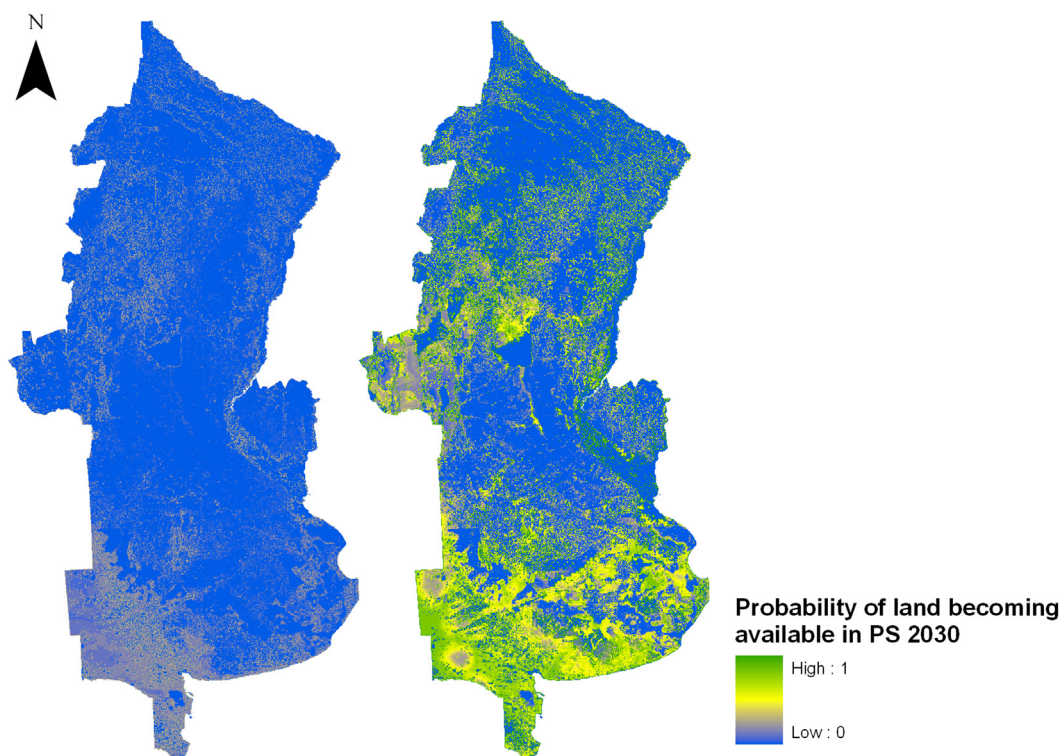 N
Probability of land becoming
available in PS 2030
High : 1
Low : 0